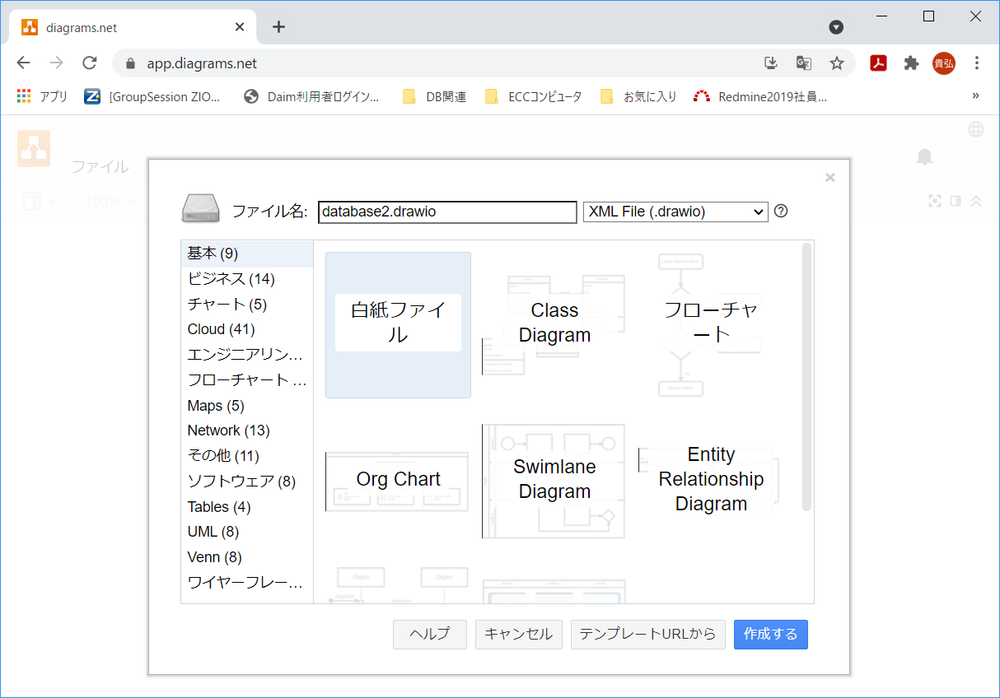 diagrams.net
app.diagrams.net
貴弘
アプリ
[GroupSession ZIO...
Daim利用者ログイン...
DB関連
ECCコンピュータ
お気に入り
Redmine2019社員...
»
ファイル
100%
ファイル名:
database2.drawio
XML File (.drawio)
基本 (9)
ビジネス (14)
チャート (5)
Cloud (41)
エンジニアリン...
フローチャート ...
Maps (5)
Network (13)
その他 (11)
ソフトウェア (8)
Tables (4)
UML (8)
Venn (8)
ワイヤーフレー...
白紙ファイ
ル
Class
Diagram
フローチャ
ート
Org Chart
Swimlane
Diagram
Entity
Relationship
Diagram
Object
Object
dispatch
dispatch
ヘルプ
キャンセル
テンプレートURLから
作成する